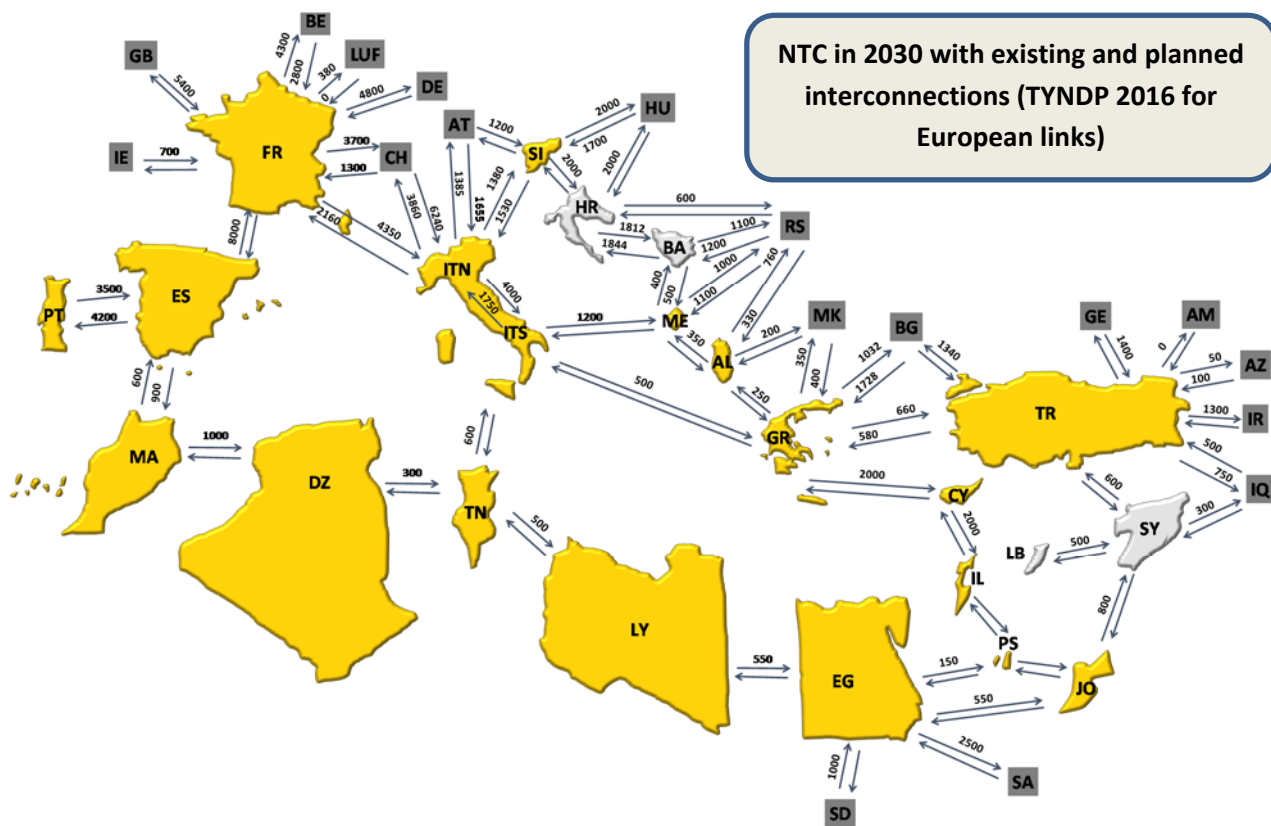 NTC in 2030 with existing and planned
interconnections (TYNDP 2016 for
European links)
BE
GB
4300
2800
LUF
380
0
5400
4800
DE
IE
700
FR
3700
CH
1300
AT
1200
SI
2000
HU
1700
2000
2000
HR
600
RS
1812
1844
BA
1100
1200
1000
1100
760
330
400
500
1385
1655
1380
1530
3860
6240
2160
4350
8000
ITN
4000
1750
ITS
1200
ME
350
AL
200
MK
350
400
BG
1032
1728
1340
GE
1400
AM
0
AZ
50
100
IR
1300
500
750
IQ
TR
PT
3500
4200
ES
600
900
500
250
GR
660
580
MA
1000
DZ
300
TN
600
500
2000
CY
2000
600
SY
300
LB
500
IL
800
LY
550
EG
150
PS
JO
550
2500
SA
1000
SD